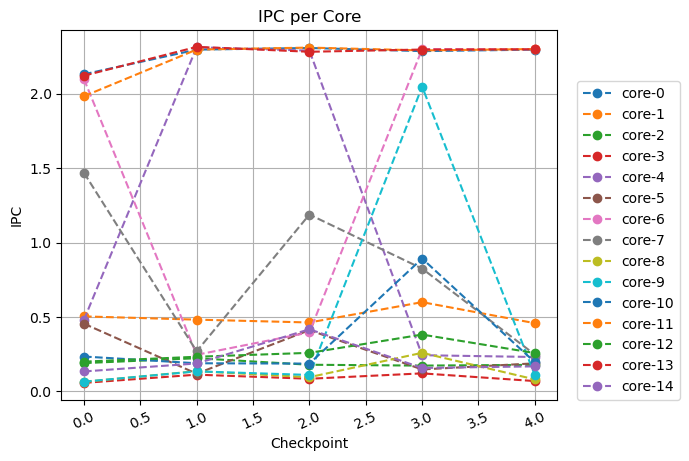 IPC per Core
IPC
2.0
1.5
1.0
0.5
0.0
0.0 0.5 1.0 1.5 2.0 2.5 3.0 3.5 4.0
Checkpoint
core-0
core-1
core-2
core-3
core-4
core-5
core-6
core-7
core-8
core-9
core-10
core-11
core-12
core-13
core-14